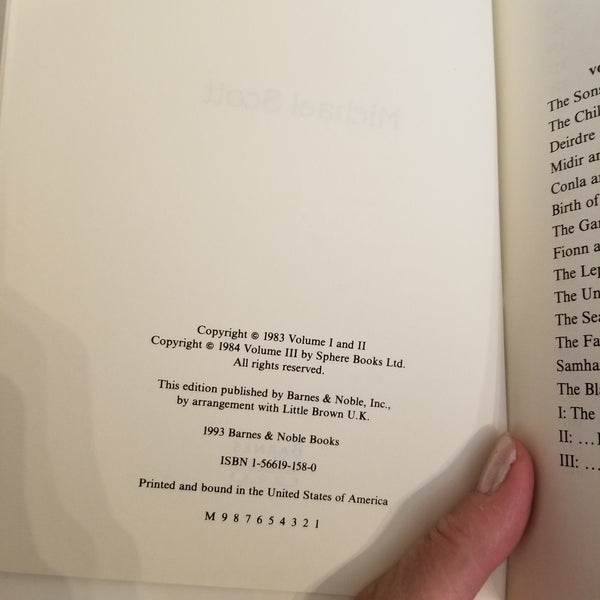 Michael Scott
Copyright © 1983 Volume I and II
Copyright © 1984 Volume III by Sphere Books Ltd.
All rights reserved.
This edition published by Barnes & Noble, Inc.,
by arrangement with Little Brown U.K.
1993 Barnes & Noble Books
ISBN 1-56619-158-0
Printed and bound in the United States of America
M 9 8 7 6 5 4 3 2 1
The Sons
The Chil
Deirdre
Midir an
Conla a
Birth of
The Gar
Fionn a
The Lep
The Un
The Sea
The Fa
Samha
The Bla
I: The
II: ...
III: ...